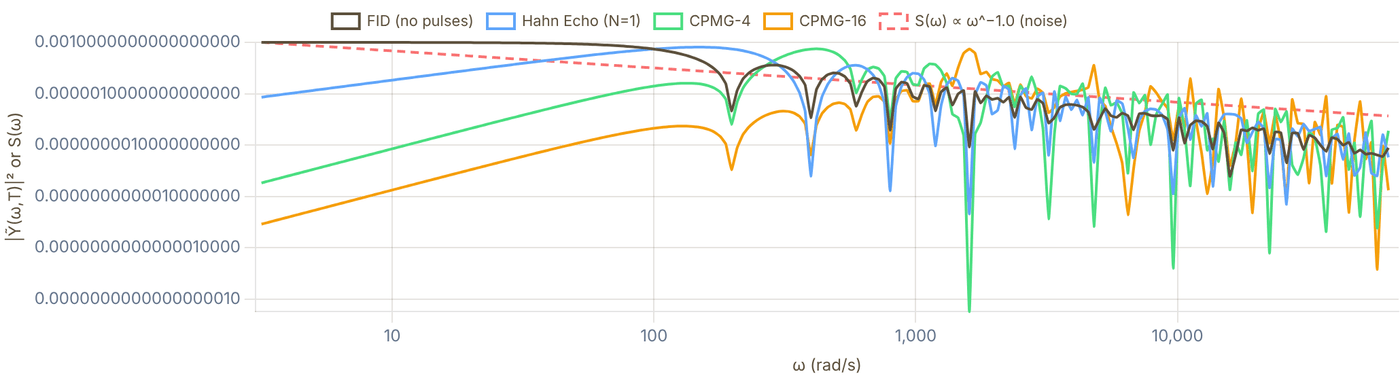 FID (no pulses) Hahn Echo (N=1) CPMG-4 CPMG-16 S(ω) ∝ ω^−1.0 (noise)
|Ỹ(ω,T)|² or S(ω)
0.0010000000000000000
0.0000010000000000000
0.0000000010000000000
0.0000000000010000000
0.0000000000000010000
0.0000000000000000010
10 100 1,000 10,000
ω (rad/s)